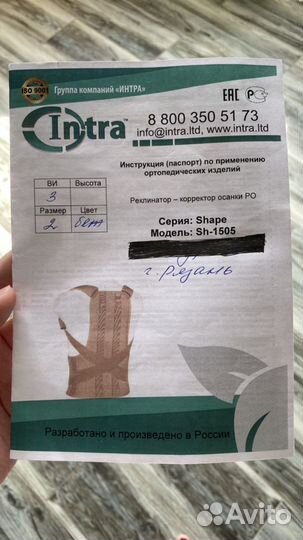 ISO 9001
Группа компаний «ИНТРА»
EAC
Intra™
8 800 350 51 73
info@intra.ltd, www.intra.ltd
Инструкция (паспорт) по применению
ортопедических изделий
ВИ Высота
3
Размер Цвет
2 беж
Реклинатор – корректор осанки РО
Серия: Shape
Модель: Sh-1505
г. Рязань
Разработано и произведено в России
Avito